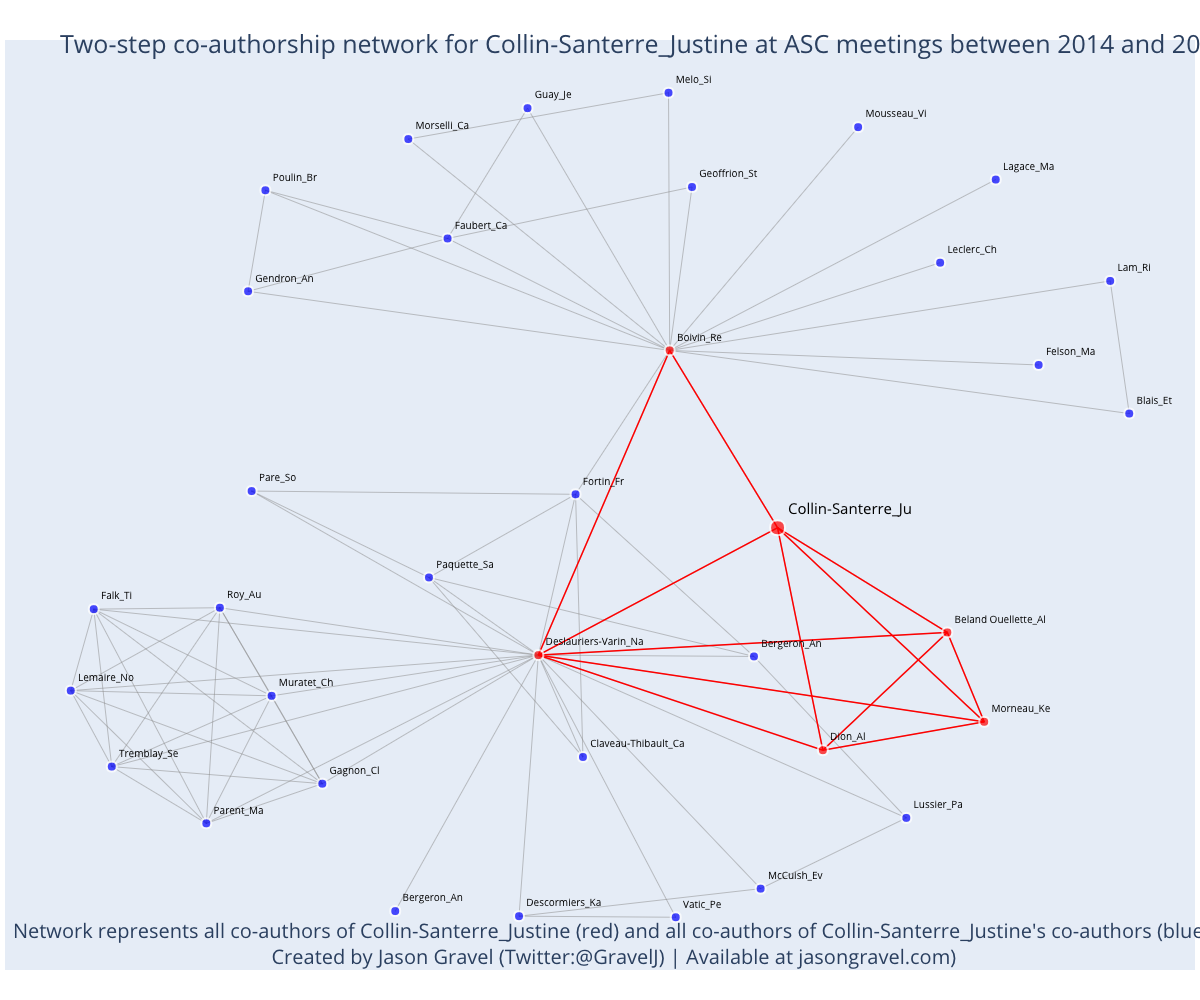 Two-step co-authorship network for Collin-Santerre_Justine at ASC meetings between 2014 and 20
Melo_Si
Guay_Je
Mousseau_Vi
Morselli_Ca
Lagace_Ma
Poulin_Br
Geoffrion_St
Faubert_Ca
Leclerc_Ch
Lam_Ri
Gendron_An
Boivin_Re
Felson_Ma
Blais_Et
Pare_So
Fortin_Fr
Collin-Santerre_Ju
Paquette_Sa
Falk_Ti
Roy_Au
Beland Ouellette_Al
Deslauriers-Varin_Na
Bergeron_An
Lemaire_No
Muratet_Ch
Morneau_Ke
Dion_Al
Claveau-Thibault_Ca
Tremblay_Se
Gagnon_Cl
Lussier_Pa
Parent_Ma
McCuish_Ev
Bergeron_An
Descormiers_Ka
Vatic_Pe
Network represents all co-authors of Collin-Santerre_Justine (red) and all co-authors of Collin-Santerre_Justine's co-authors (blue
Created by Jason Gravel (Twitter:@GravelJ) | Available at jasongravel.com)